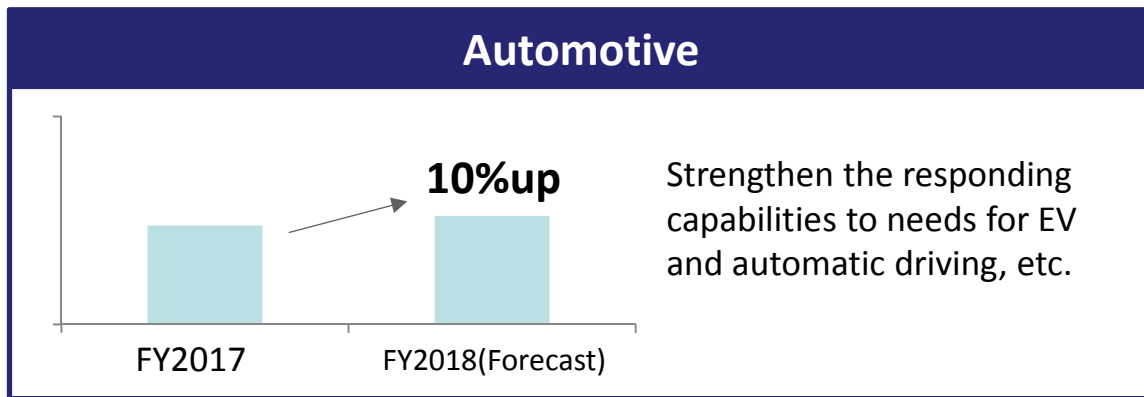 Automotive
10%up
Strengthen the responding
capabilities to needs for EV
and automatic driving, etc.
FY2017
FY2018(Forecast)